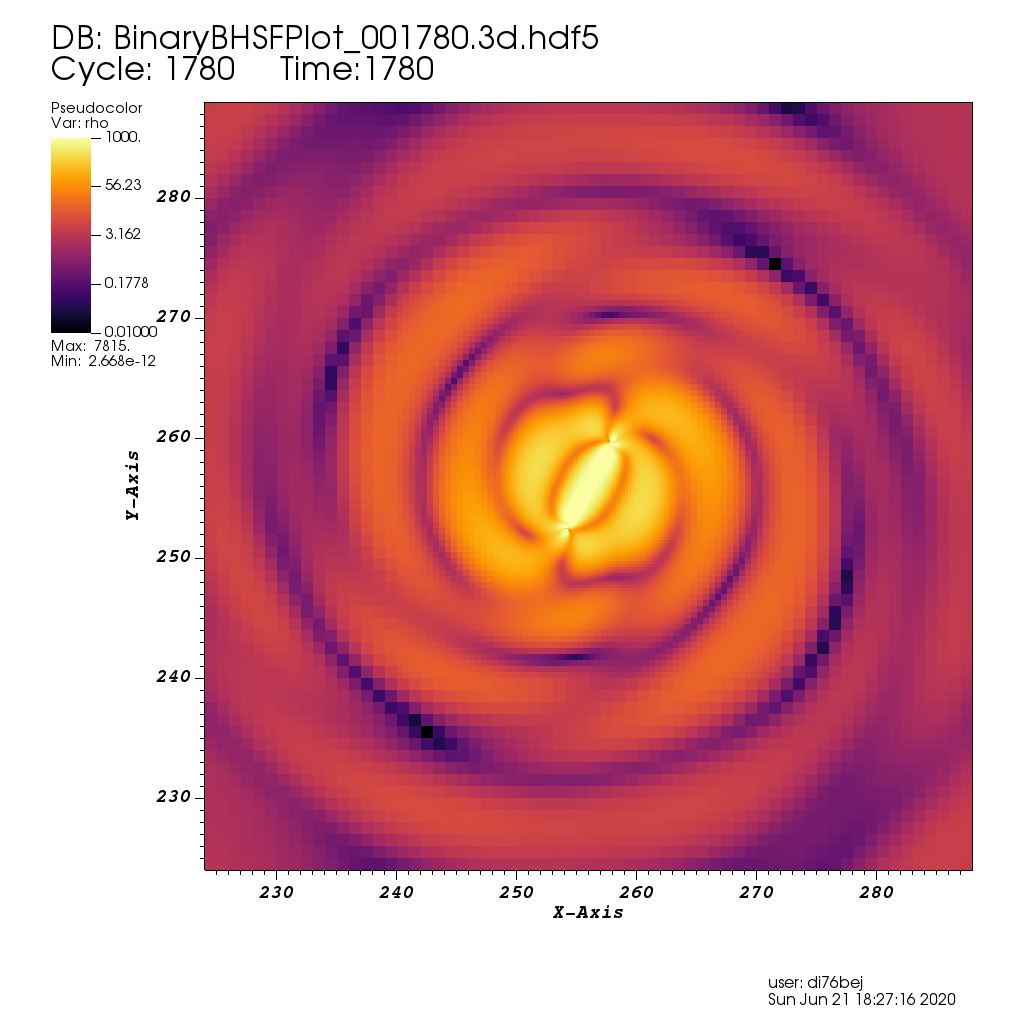 DB: BinaryBHSFPlot_001780.3d.hdf5
Cycle: 1780 Time:1780
Pseudocolor
Var: rho
1000.
56.23
3.162
0.1778
0.01000
Max: 7815.
Min: 2.668e-12
280
270
260
250
240
230
Y-Axis
230 240 250 260 270 280
X-Axis
user: di76bej
Sun Jun 21 18:27:16 2020